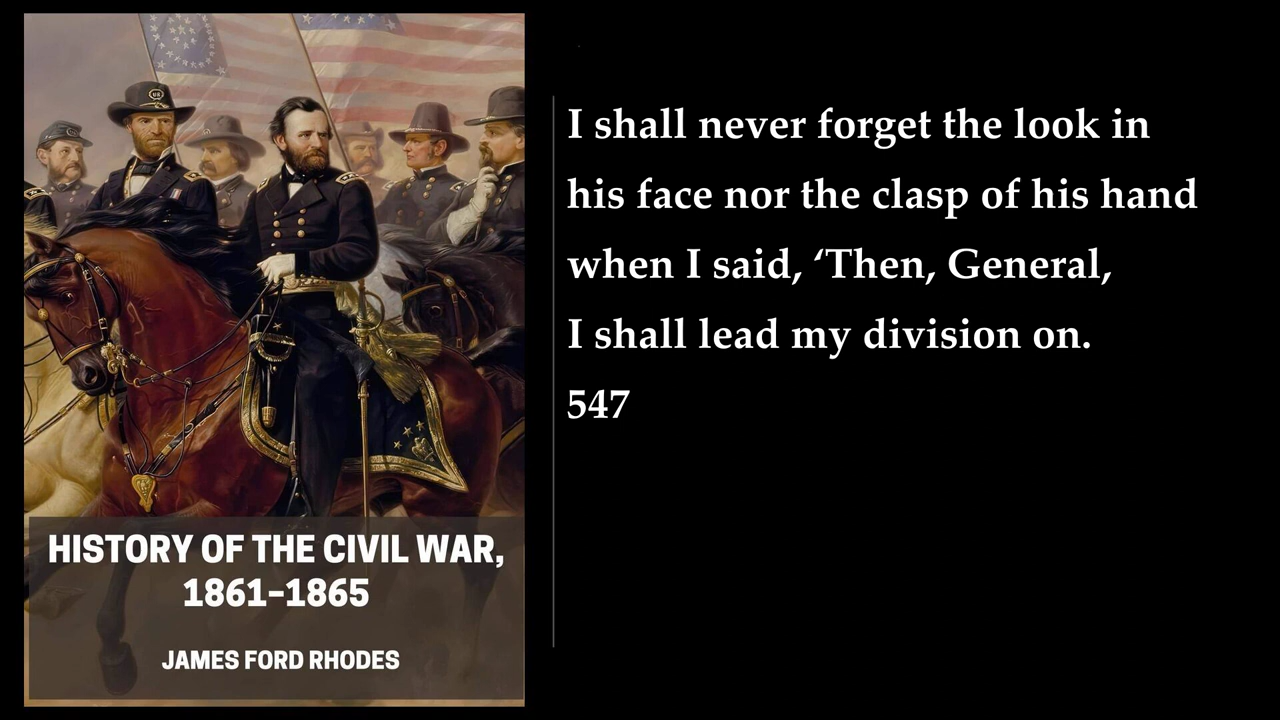 HISTORY OF THE CIVIL WAR,
1861–1865
JAMES FORD RHODES
I shall never forget the look in
his face nor the clasp of his hand
when I said, ‘Then, General,
I shall lead my division on.
547